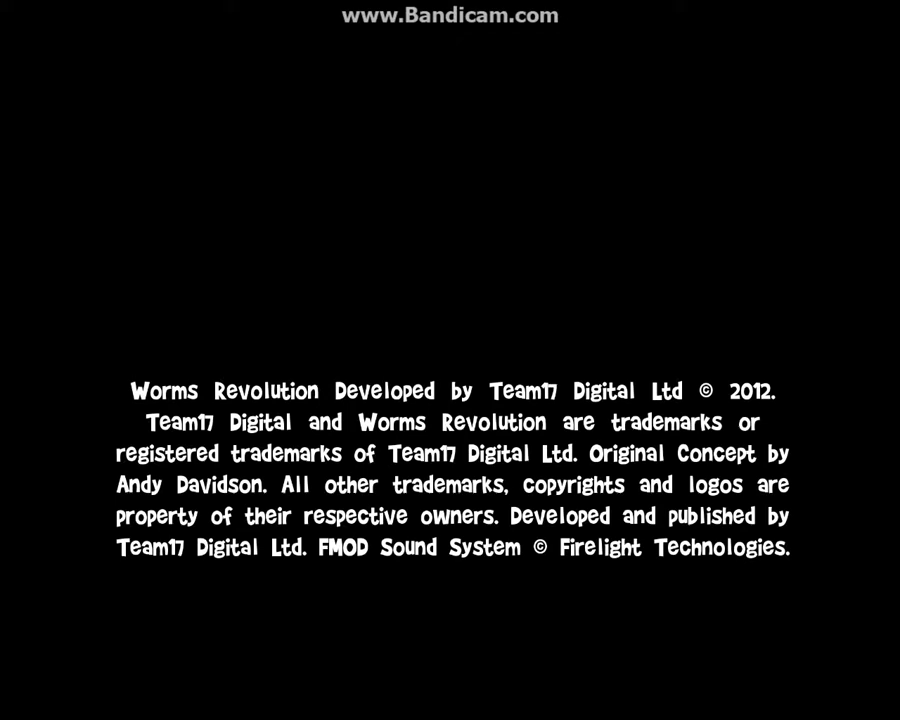 www.Bandicam.com
Worms Revolution Developed by Team17 Digital Ltd © 2012.
Team17 Digital and Worms Revolution are trademarks or
registered trademarks of Team17 Digital Ltd. Original Concept by
Andy Davidson. All other trademarks, copyrights and logos are
property of their respective owners. Developed and published by
Team17 Digital Ltd. FMOD Sound System © Firelight Technologies.